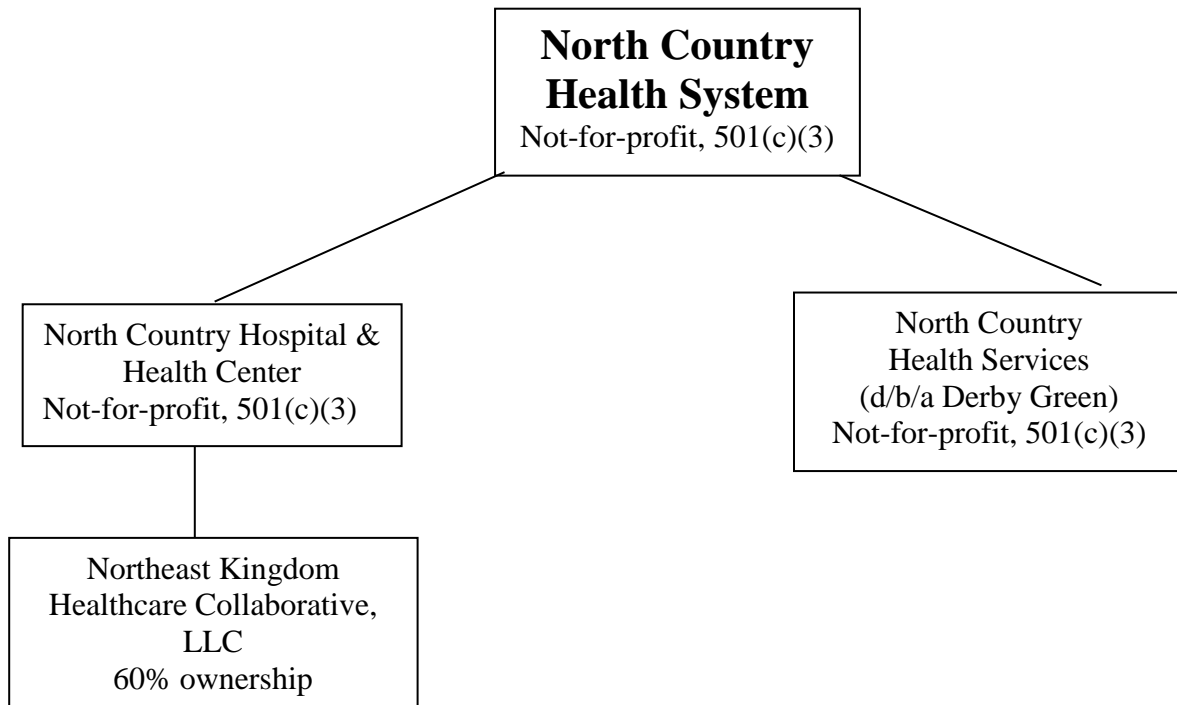 North Country
Health System
Not-for-profit, 501(c)(3)
North Country Hospital &
Health Center
Not-for-profit, 501(c)(3)
North Country
Health Services
(d/b/a Derby Green)
Not-for-profit, 501(c)(3)
Northeast Kingdom
Healthcare Collaborative,
LLC
60% ownership